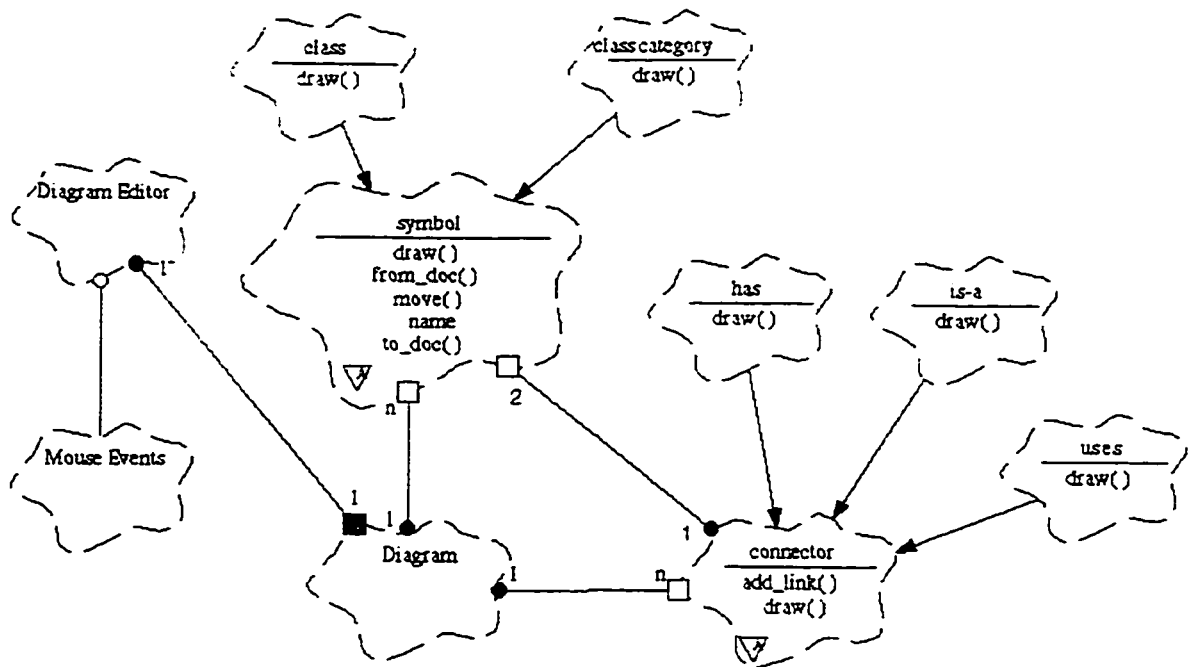 class
draw()
class category
draw()
Diagram Editor
1
symbol
draw()
from_doc()
move()
name
to_doc()
A
n
2
has
draw()
is-a
draw()
Mouse Events
uses
draw()
1
1
Diagram
1
n
1
connector
add_link()
draw()
A